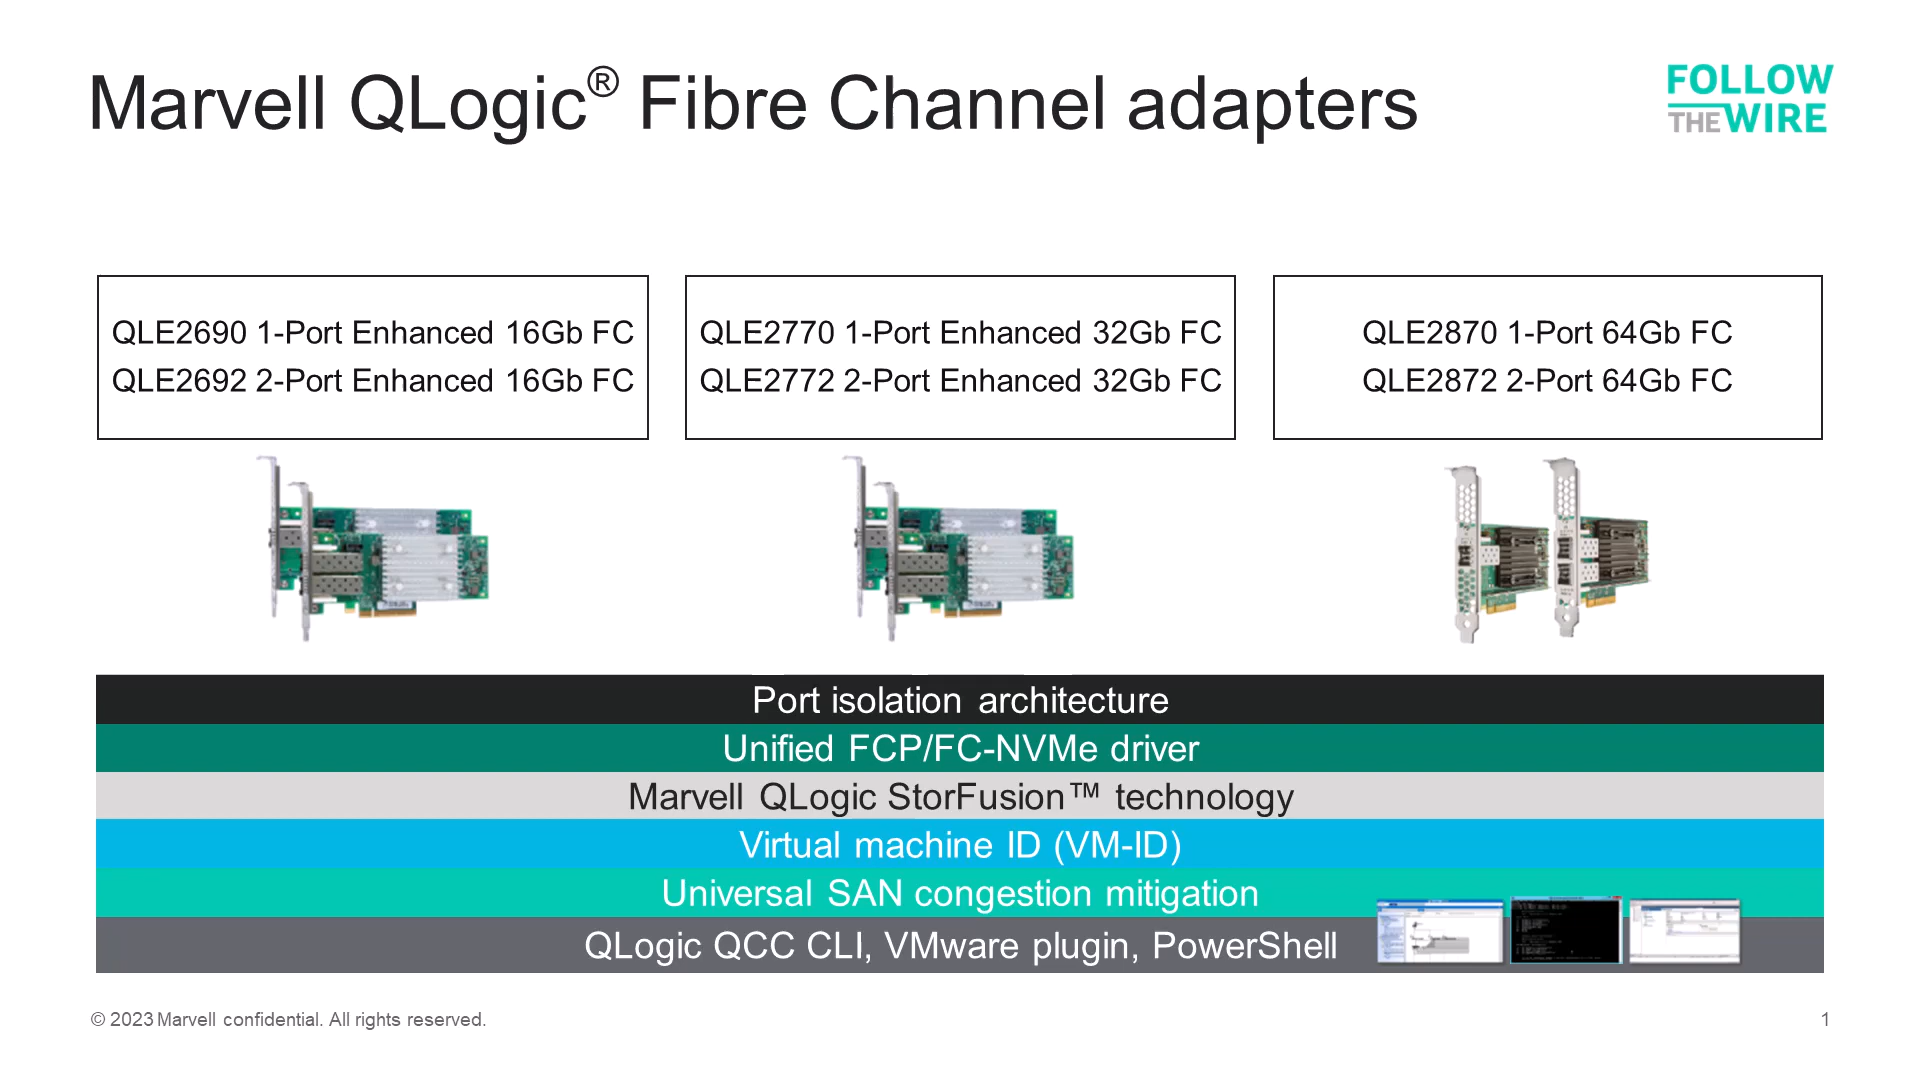 Marvell QLogic® Fibre Channel adapters
FOLLOW
THE WIRE
QLE2690 1-Port Enhanced 16Gb FC
QLE2692 2-Port Enhanced 16Gb FC
QLE2770 1-Port Enhanced 32Gb FC
QLE2772 2-Port Enhanced 32Gb FC
QLE2870 1-Port 64Gb FC
QLE2872 2-Port 64Gb FC
Port isolation architecture
Unified FCP/FC-NVMe driver
Marvell QLogic StorFusion™ technology
Virtual machine ID (VM-ID)
Universal SAN congestion mitigation
QLogic QCC CLI, VMware plugin, PowerShell
© 2023 Marvell confidential. All rights reserved.
1